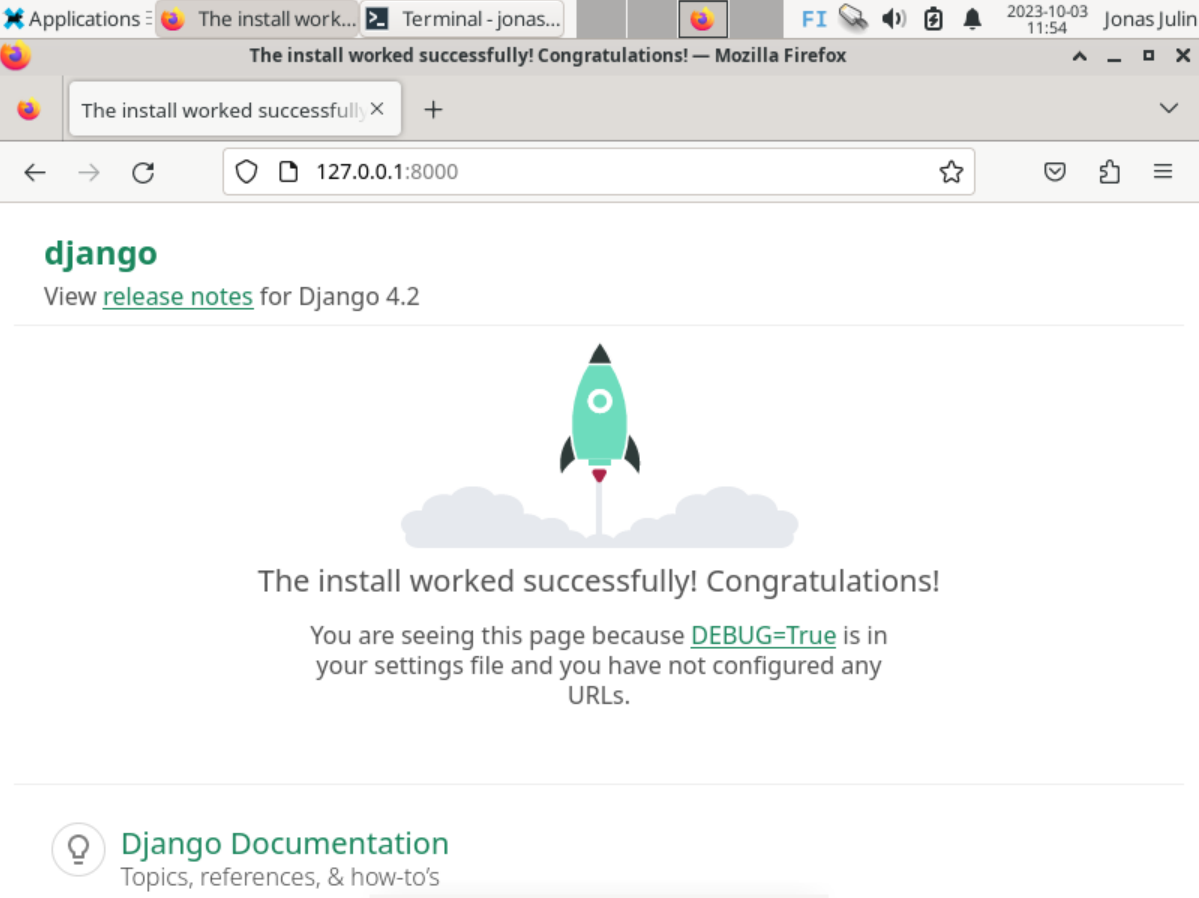 Applications
The install work...
Terminal - jonas...
FI
2023-10-03
11:54
Jonas Julin
The install worked successfully! Congratulations! — Mozilla Firefox
The install worked successfully
127.0.0.1:8000
django
View release notes for Django 4.2
The install worked successfully! Congratulations!
You are seeing this page because DEBUG=True is in
your settings file and you have not configured any
URLs.
Django Documentation
Topics, references, & how-to’s